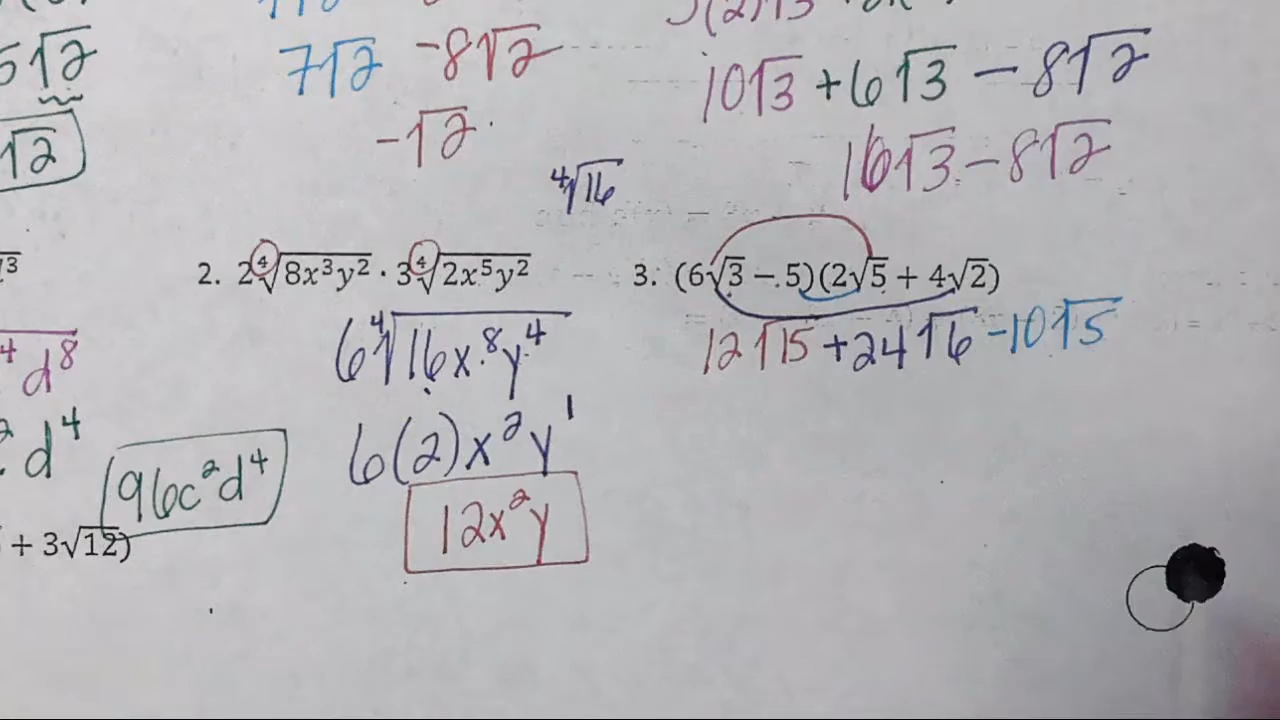 5√2
7√2 -8√2
10√3 + 6√3 - 8√2
√2
-√2
16√3 - 8√2
⁴√16
2. 2⁴√8x³y² · 3⁴√2x⁵y²
3. (6√3 - 5)(2√5 + 4√2)
6⁴√16x⁸y⁴
12√15 + 24√6 - 10√5
⁴ d⁸
6(2)x²y¹
² d⁴
96c²d⁴
12x²y
+ 3√12)